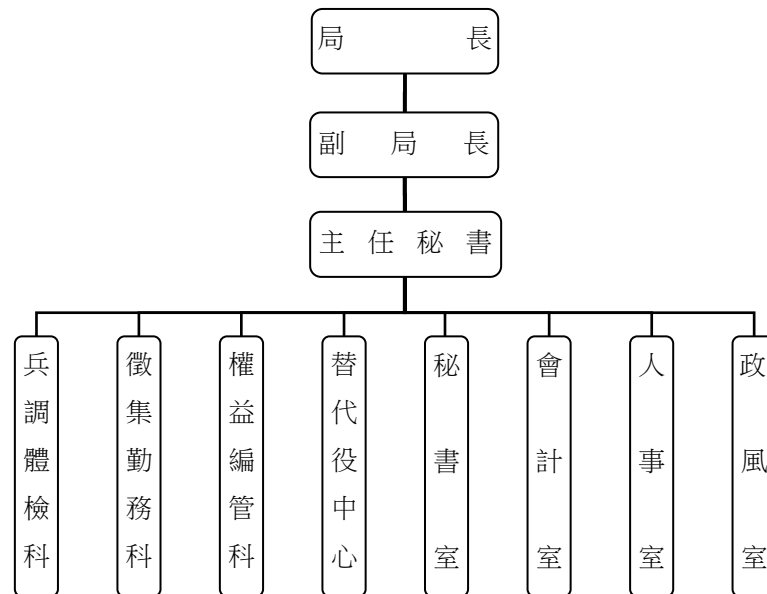 局長
副局長
主任秘書
兵調體檢科
徵集勤務科
權益編管科
替代役中心
秘書室
會計室
人事室
政風室